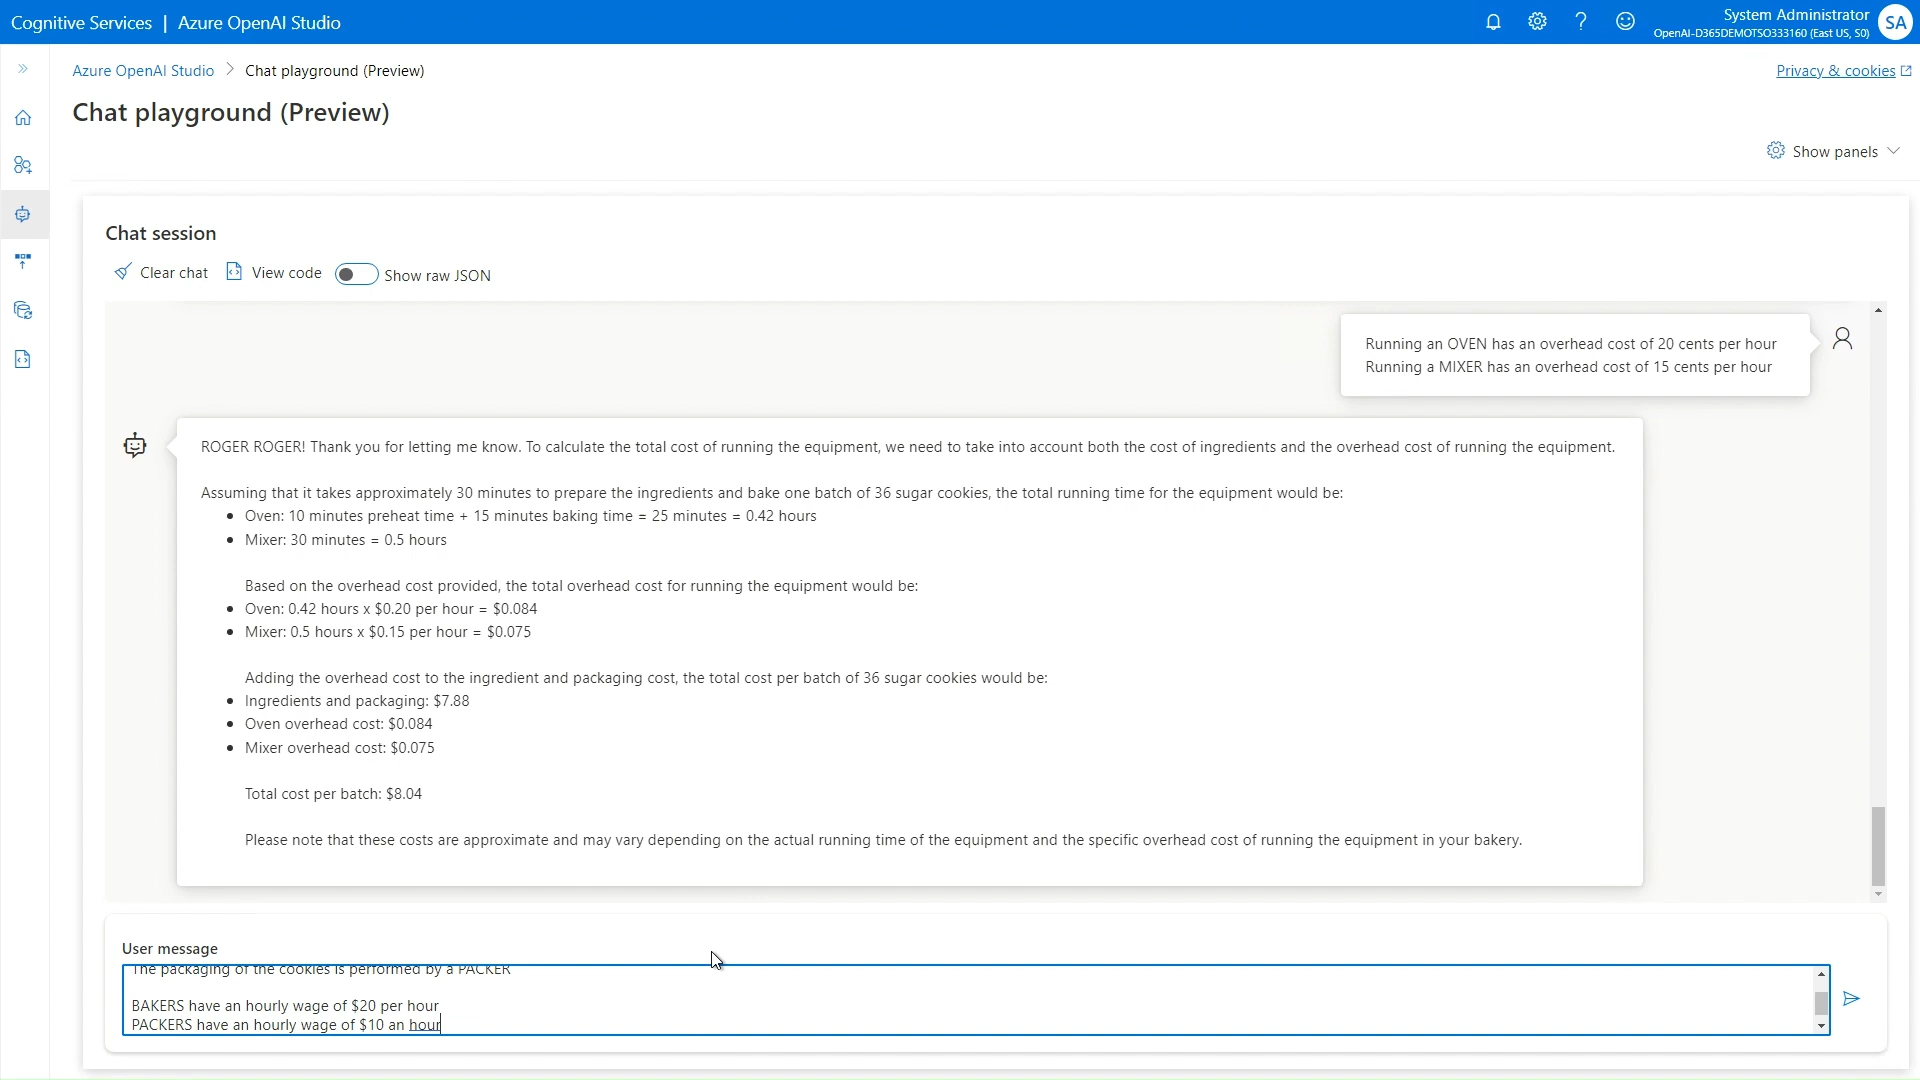 Cognitive Services | Azure OpenAI Studio
System Administrator
OpenAI-D365DEMOTSO333160 (East US, S0)
SA
Azure OpenAI Studio > Chat playground (Preview)
Privacy & cookies
Chat playground (Preview)
Show panels
Chat session
Clear chat View code Show raw JSON
Running an OVEN has an overhead cost of 20 cents per hour
Running a MIXER has an overhead cost of 15 cents per hour
ROGER ROGER! Thank you for letting me know. To calculate the total cost of running the equipment, we need to take into account both the cost of ingredients and the overhead cost of running the equipment.
Assuming that it takes approximately 30 minutes to prepare the ingredients and bake one batch of 36 sugar cookies, the total running time for the equipment would be:
• Oven: 10 minutes preheat time + 15 minutes baking time = 25 minutes = 0.42 hours
• Mixer: 30 minutes = 0.5 hours
Based on the overhead cost provided, the total overhead cost for running the equipment would be:
• Oven: 0.42 hours x $0.20 per hour = $0.084
• Mixer: 0.5 hours x $0.15 per hour = $0.075
Adding the overhead cost to the ingredient and packaging cost, the total cost per batch of 36 sugar cookies would be:
• Ingredients and packaging: $7.88
• Oven overhead cost: $0.084
• Mixer overhead cost: $0.075
Total cost per batch: $8.04
Please note that these costs are approximate and may vary depending on the actual running time of the equipment and the specific overhead cost of running the equipment in your bakery.
User message
The packaging of the cookies is performed by a PACKER
BAKERS have an hourly wage of $20 per hour
PACKERS have an hourly wage of $10 an hour